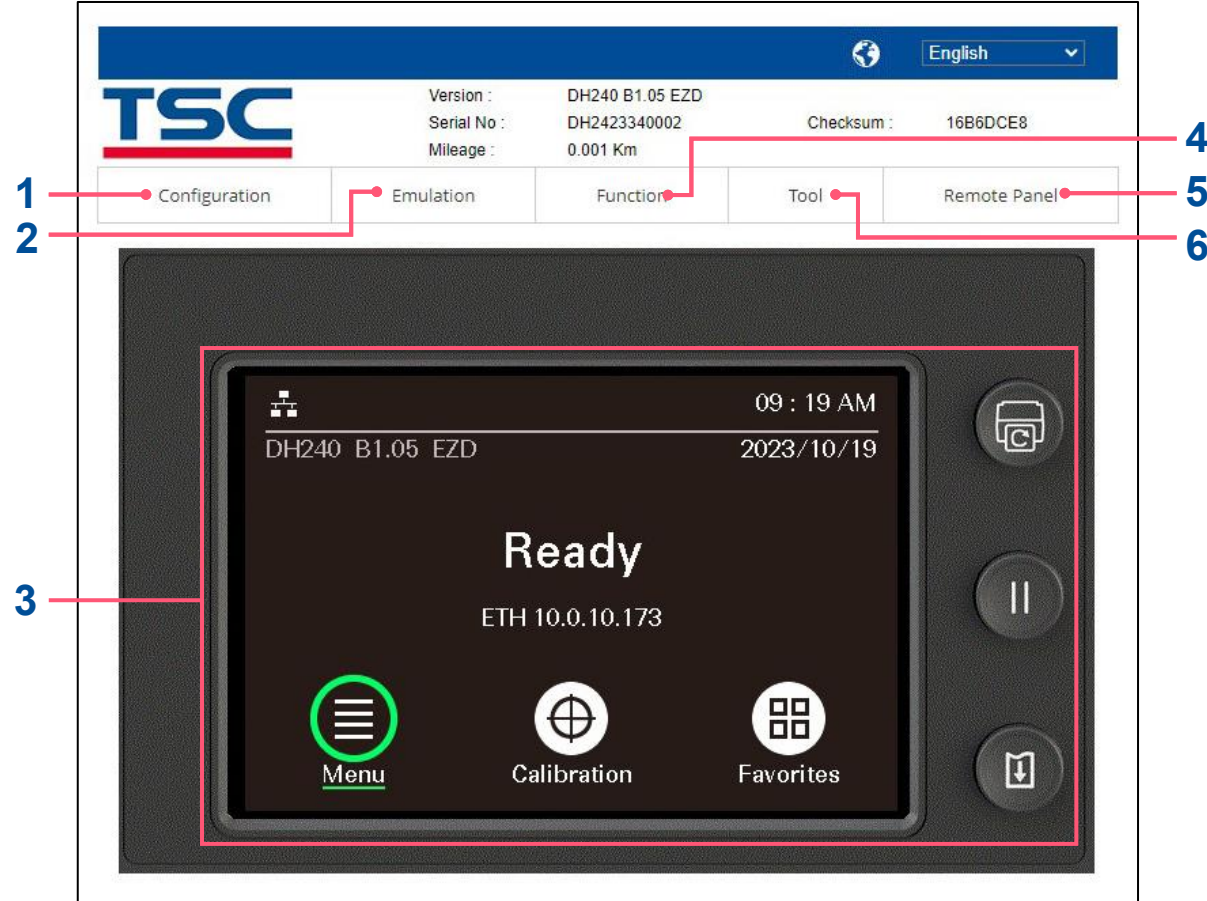 English
TSC
Version : DH240 B1.05 EZD
Serial No : DH2423340002 Checksum : 16B6DCE8
Mileage : 0.001 Km
4
1 Configuration Emulation Function Tool Remote Panel 5
2 6
09 : 19 AM
DH240 B1.05 EZD 2023/10/19
Ready
3
ETH 10.0.10.173
Menu Calibration Favorites